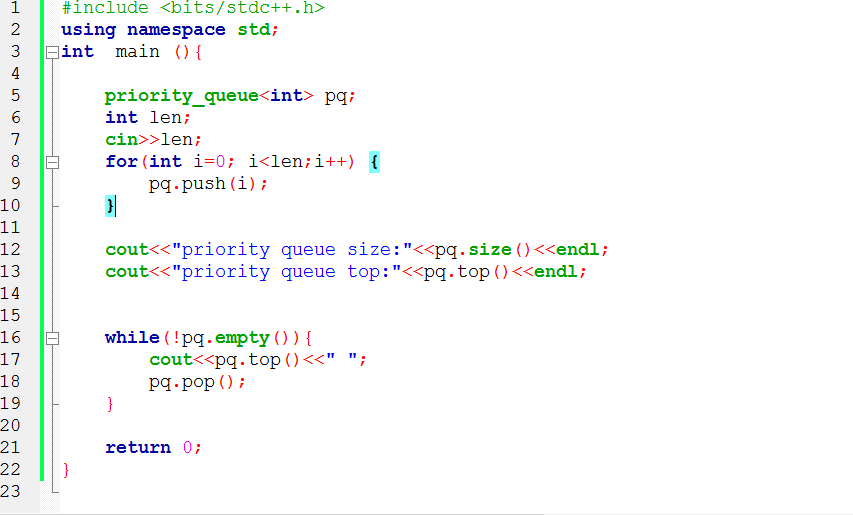 1 #include <bits/stdc++.h>
2 using namespace std;
3 int  main (){
4
5     priority_queue<int> pq;
6     int len;
7     cin>>len;
8     for(int i=0; i<len;i++) {
9         pq.push(i);
10     }
11
12     cout<<"priority queue size:"<<pq.size()<<endl;
13     cout<<"priority queue top:"<<pq.top()<<endl;
14
15
16     while(!pq.empty()){
17         cout<<pq.top()<<" ";
18         pq.pop();
19     }
20
21     return 0;
22 }
23